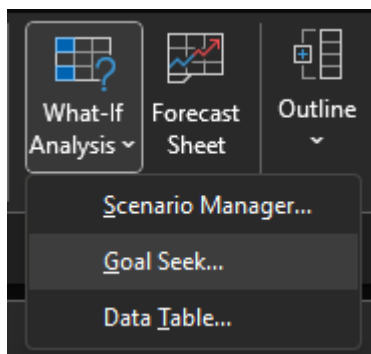 What-If
Analysis
Forecast
Sheet
Outline
Scenario Manager...
Goal Seek...
Data Table...